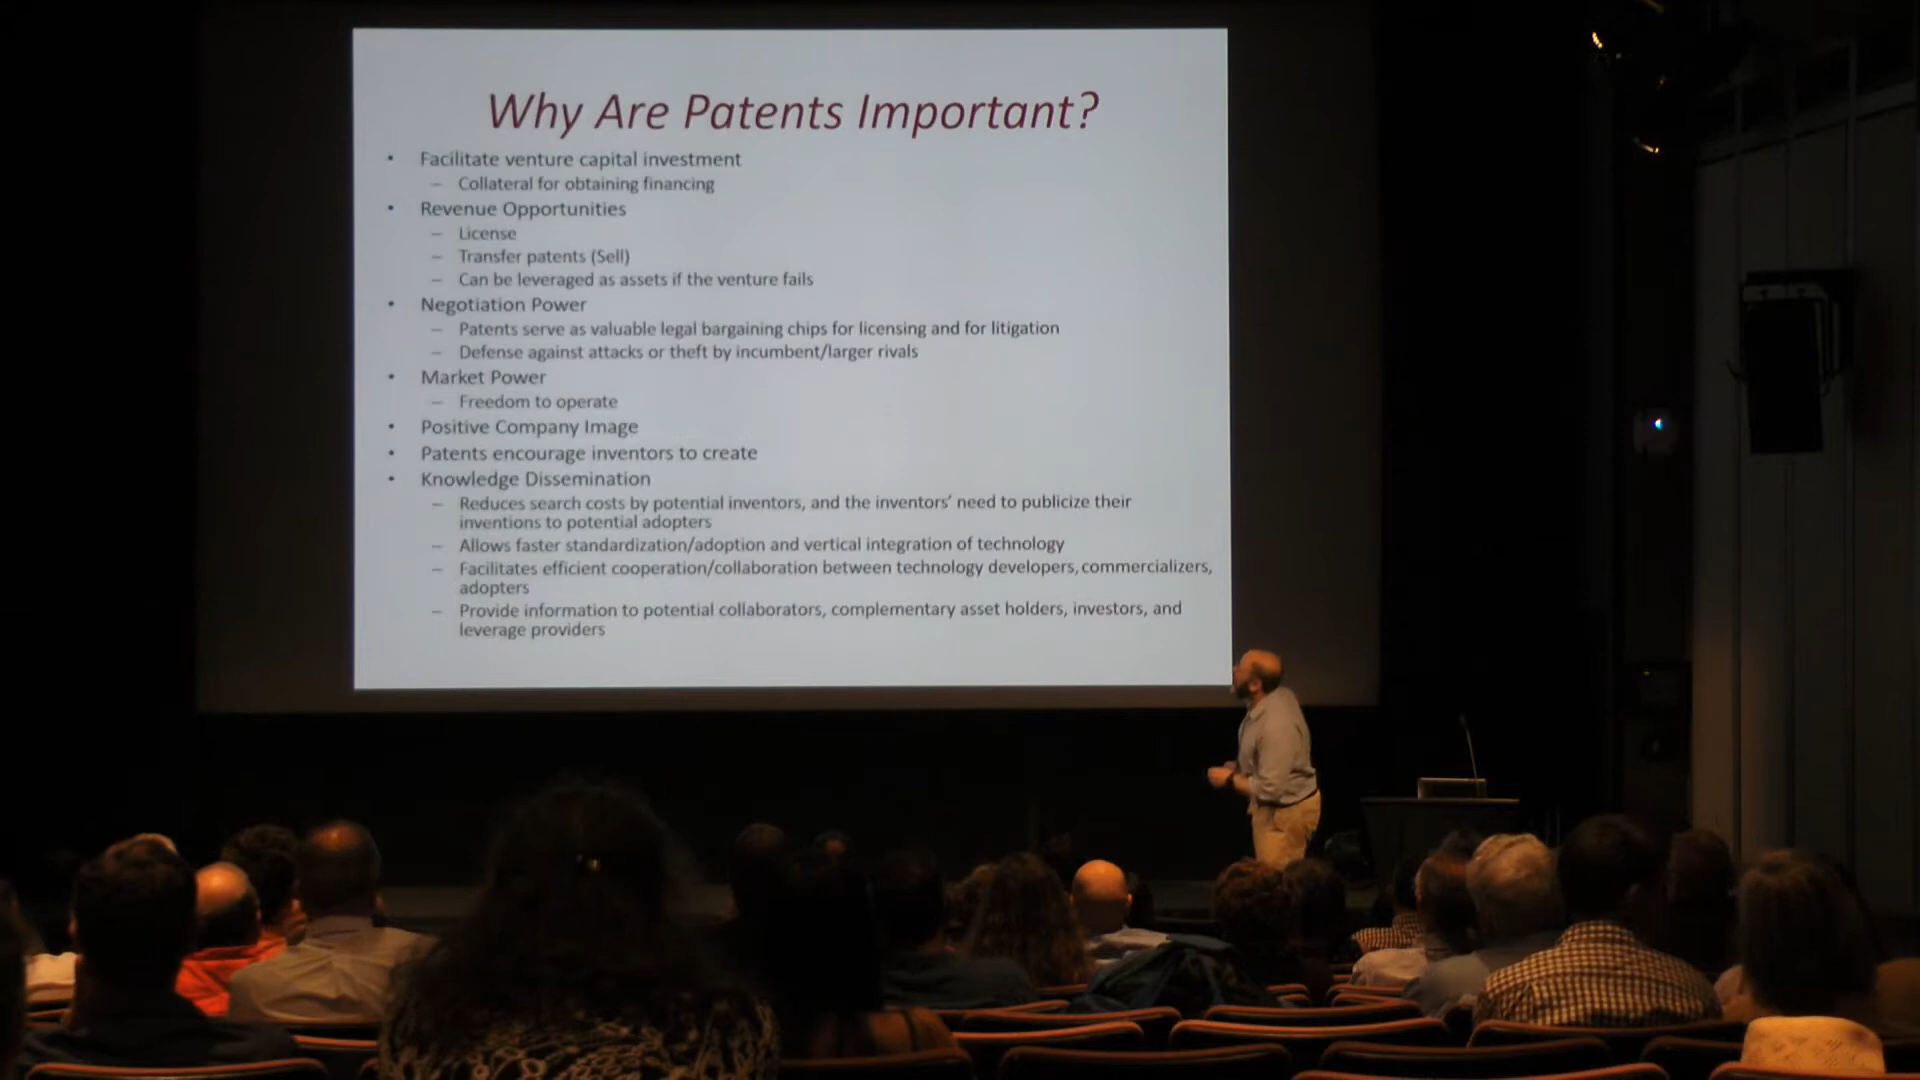 Why Are Patents Important?
• Facilitate venture capital investment
– Collateral for obtaining financing
• Revenue Opportunities
– License
– Transfer patents (Sell)
– Can be leveraged as assets if the venture fails
• Negotiation Power
– Patents serve as valuable legal bargaining chips for licensing and for litigation
– Defense against attacks or theft by incumbent/larger rivals
• Market Power
– Freedom to operate
• Positive Company Image
• Patents encourage inventors to create
• Knowledge Dissemination
– Reduces search costs by potential inventors, and the inventors’ need to publicize their
inventions to potential adopters
– Allows faster standardization/adoption and vertical integration of technology
– Facilitates efficient cooperation/collaboration between technology developers, commercializers,
adopters
– Provide information to potential collaborators, complementary asset holders, investors, and
leverage providers